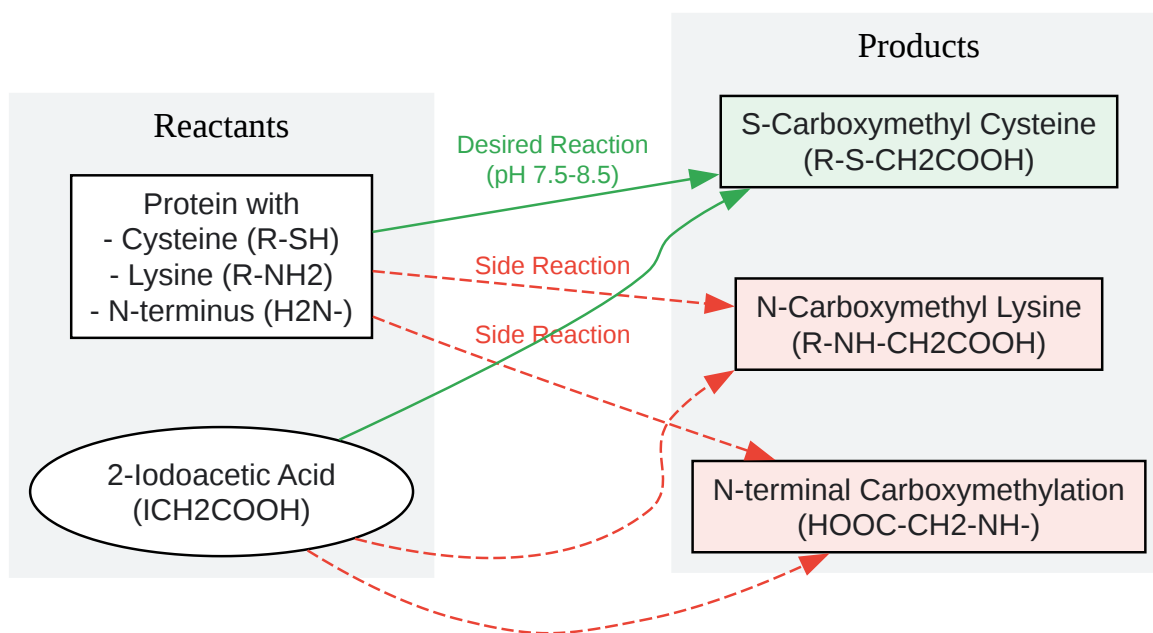 Reactants
Protein with
- Cysteine (R-SH)
- Lysine (R-NH2)
- N-terminus (H2N-)
2-Iodoacetic Acid
(ICH2COOH)
Desired Reaction
(pH 7.5-8.5)
Side Reaction
Side Reaction
Products
S-Carboxymethyl Cysteine
(R-S-CH2COOH)
N-Carboxymethyl Lysine
(R-NH-CH2COOH)
N-terminal Carboxymethylation
(HOOC-CH2-NH-)